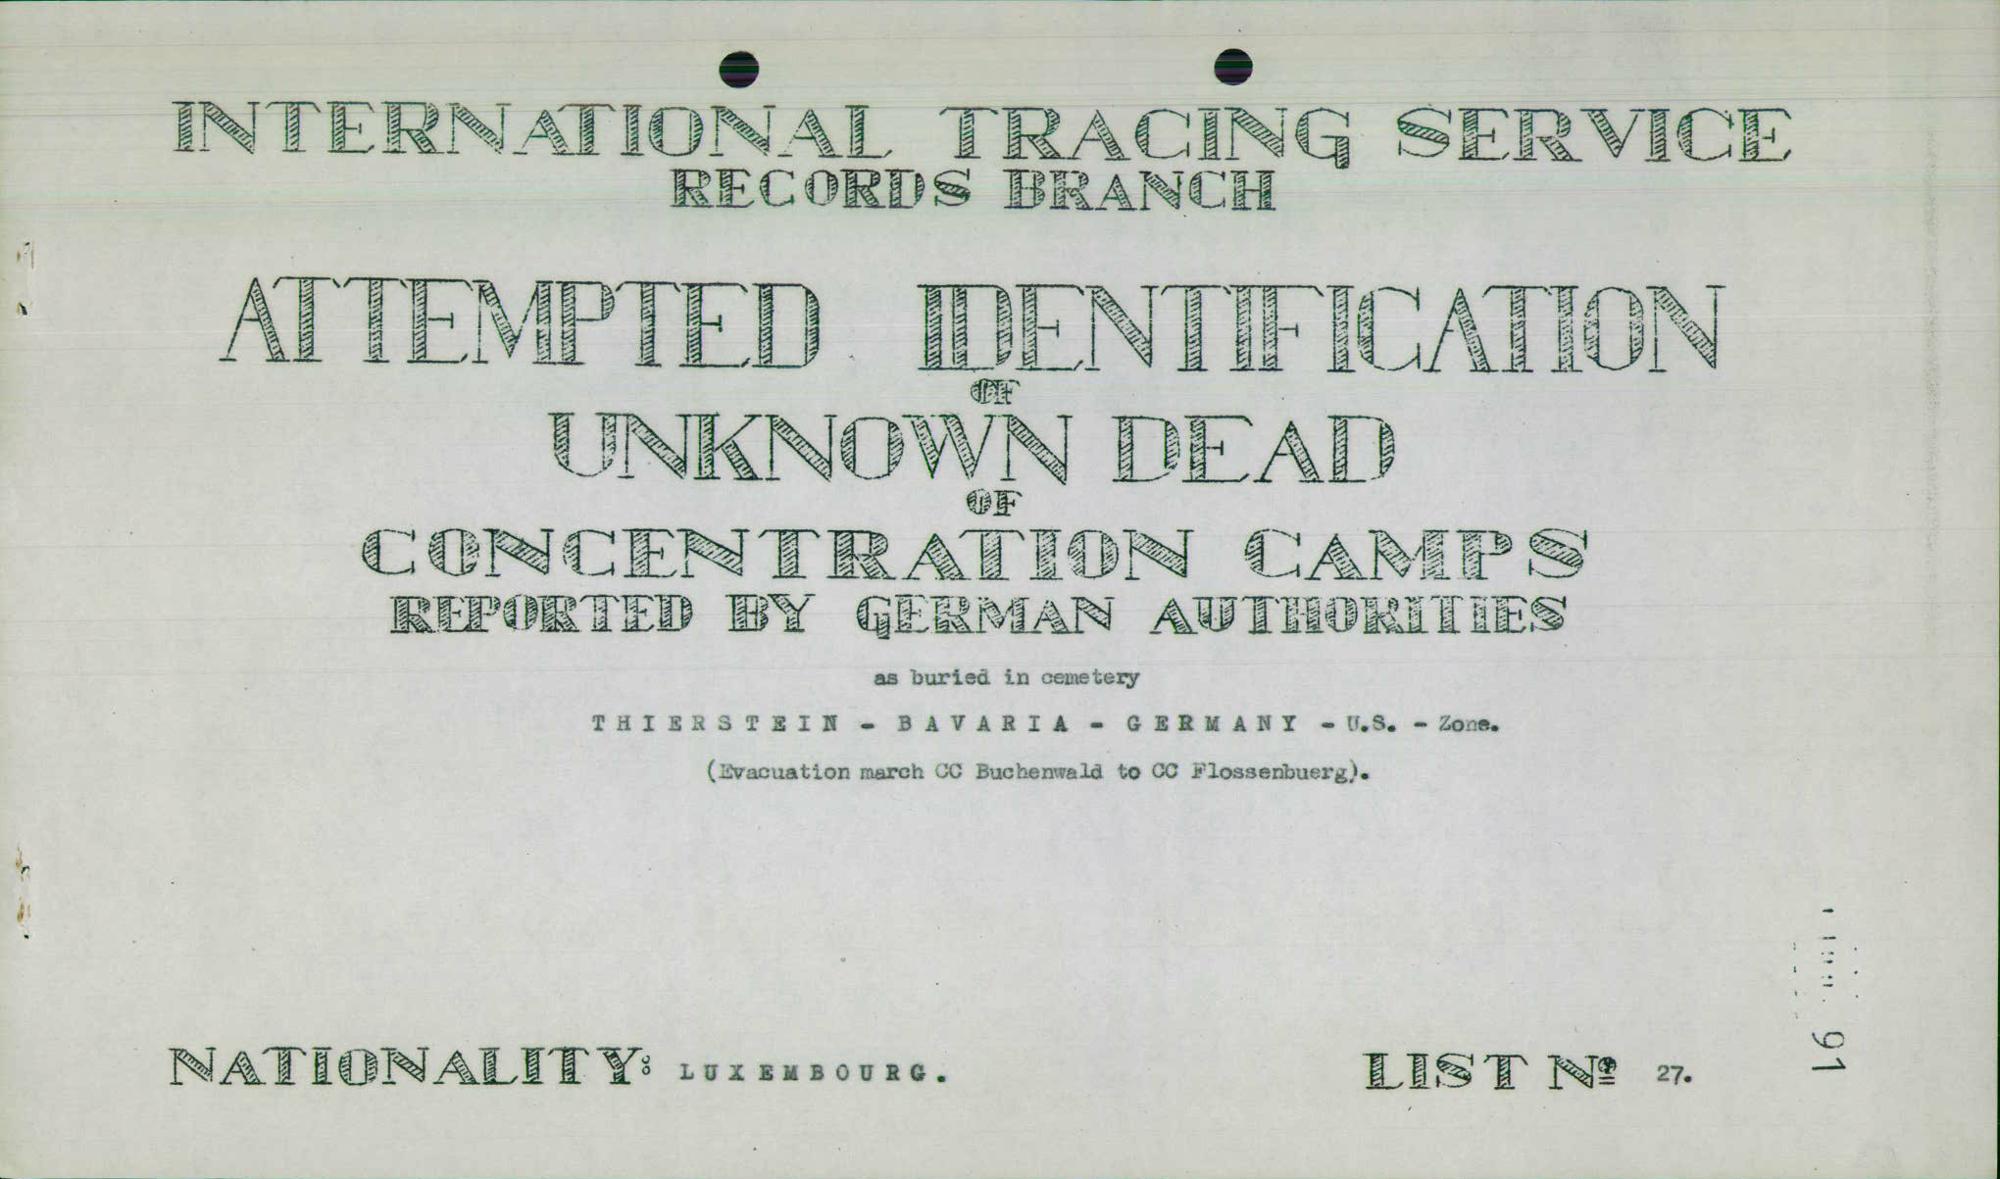 INTERNATIONAL TRACING SERVICE
RECORDS BRANCH
ATTEMPTED IDENTIFICATION
OF
UNKNOWN DEAD
OF
CONCENTRATION CAMPS
REPORTED BY GERMAN AUTHORITIES
as buried in cemetery
THIERSTEIN - BAVARIA - GERMANY - U.S. - Zone.
(Evacuation march CC Buchenwald to CC Flossenbuerg).
NATIONALITY: LUXEMBOURG.
LIST Nº 27.
91